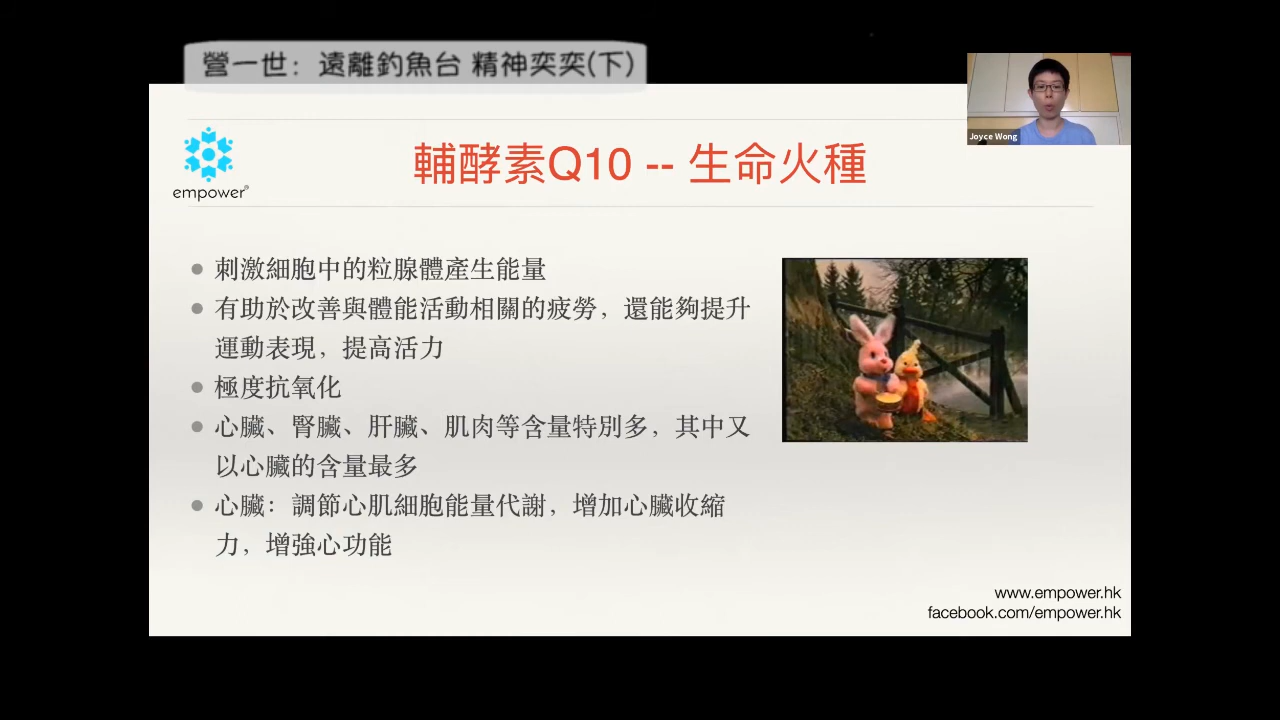 營一世：遠離釣魚台 精神奕奕(下)
Joyce Wong
empower®
輔酵素Q10 -- 生命火種
刺激細胞中的粒腺體產生能量
有助於改善與體能活動相關的疲勞，還能夠提升
運動表現，提高活力
極度抗氧化
心臟、腎臟、肝臟、肌肉等含量特別多，其中又
以心臟的含量最多
心臟：調節心肌細胞能量代謝，增加心臟收縮
力，增強心功能
www.empower.hk
facebook.com/empower.hk